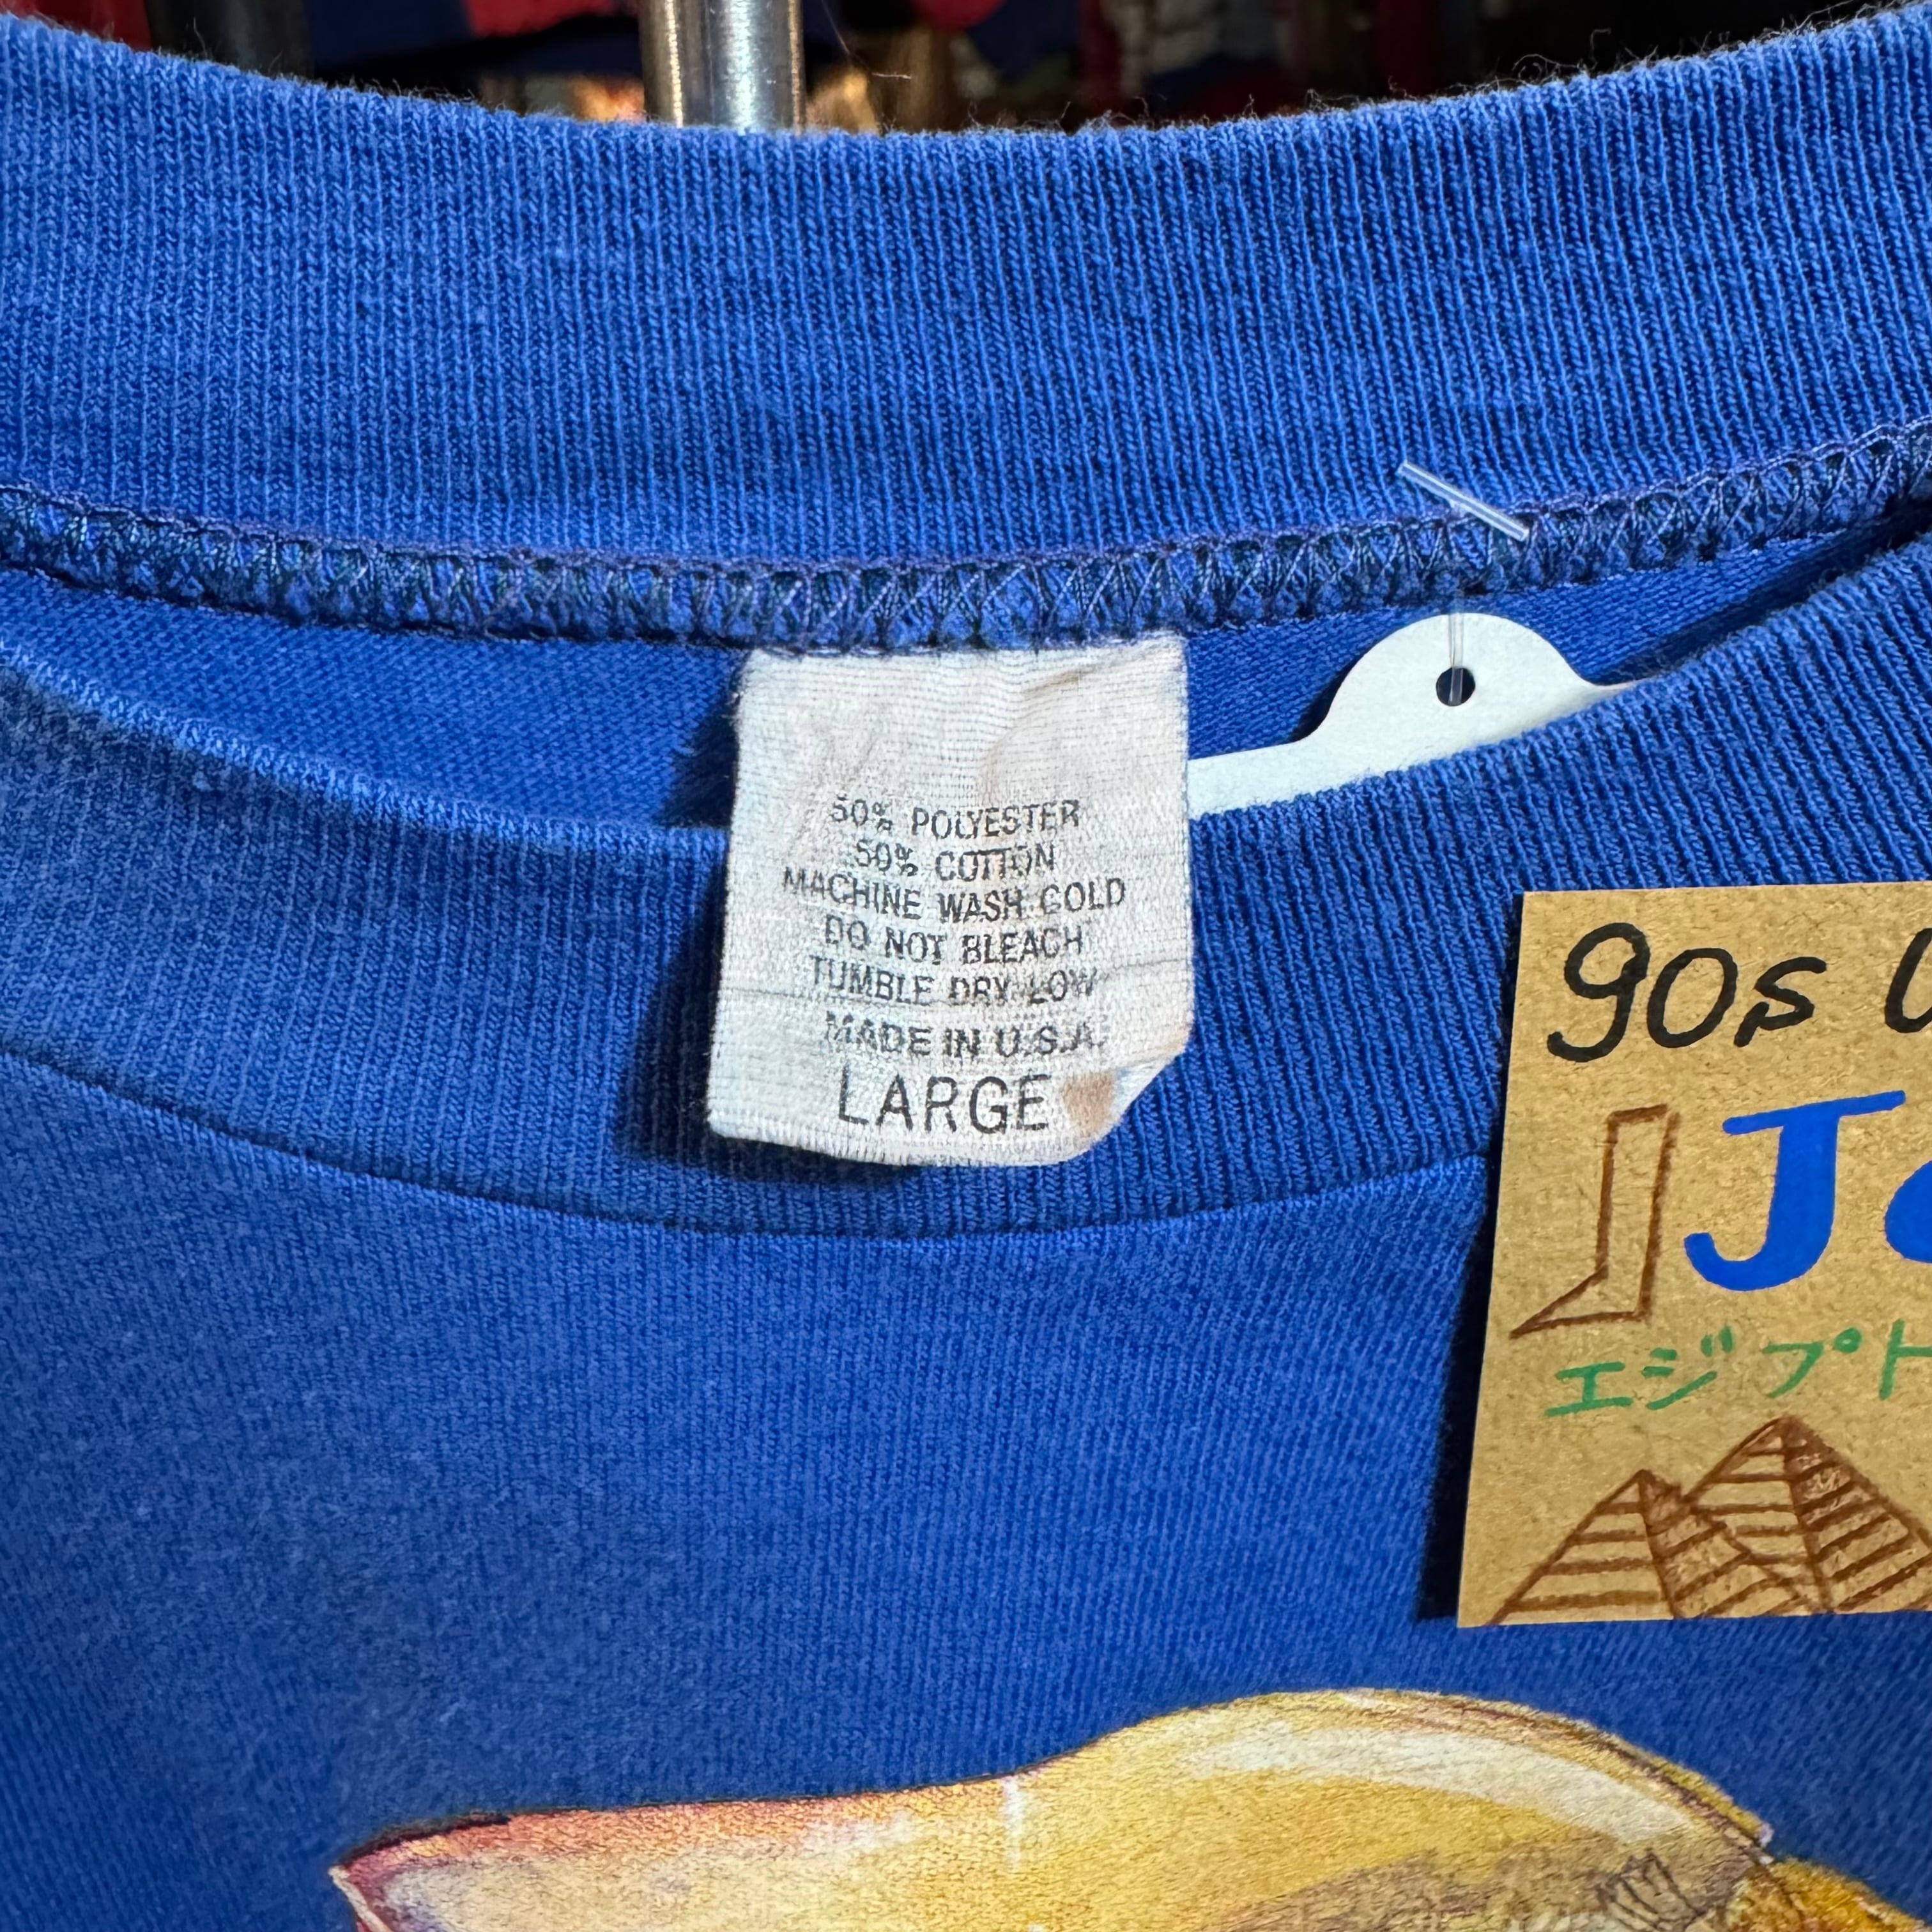 50% POLYESTER
50% COTTON
MACHINE WASH COLD
DO NOT BLEACH
TUMBLE DRY LOW
MADE IN U.S.A.
LARGE
90s
エジプト